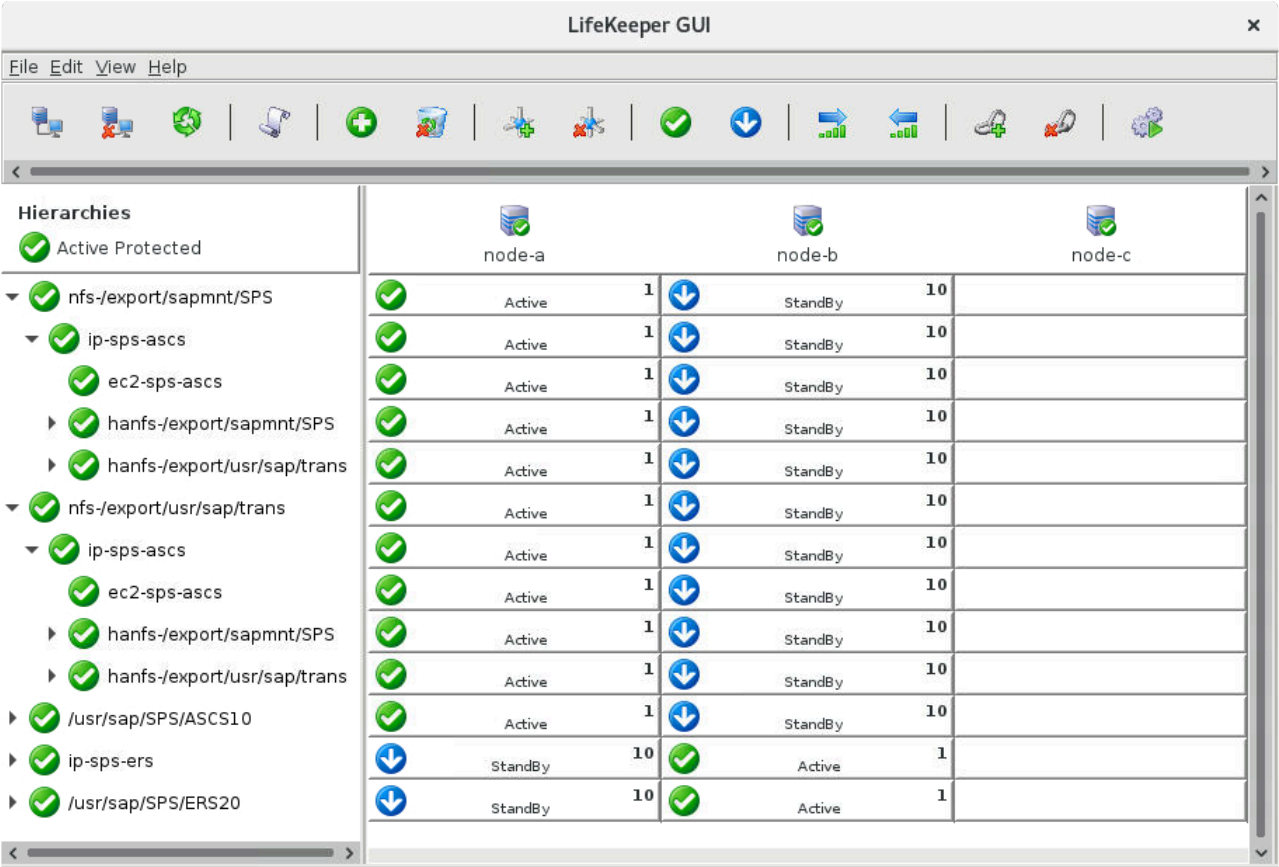 LifeKeeper GUI
File Edit View Help
Hierarchies
Active Protected
node-a node-b node-c
nfs-/export/sapmnt/SPS Active 1 StandBy 10
ip-sps-ascs Active 1 StandBy 10
ec2-sps-ascs Active 1 StandBy 10
hanfs-/export/sapmnt/SPS Active 1 StandBy 10
hanfs-/export/usr/sap/trans Active 1 StandBy 10
nfs-/export/usr/sap/trans Active 1 StandBy 10
ip-sps-ascs Active 1 StandBy 10
ec2-sps-ascs Active 1 StandBy 10
hanfs-/export/sapmnt/SPS Active 1 StandBy 10
hanfs-/export/usr/sap/trans Active 1 StandBy 10
/usr/sap/SPS/ASCS10 Active 1 StandBy 10
ip-sps-ers StandBy 10 Active 1
/usr/sap/SPS/ERS20 StandBy 10 Active 1